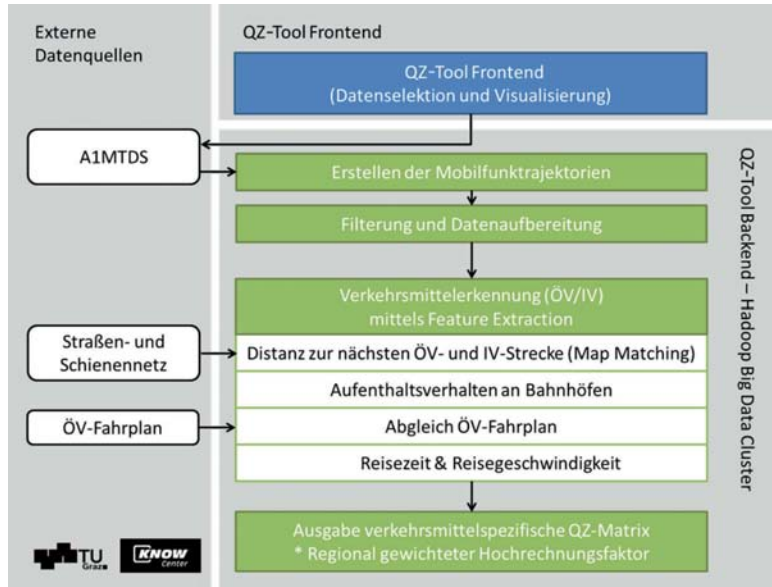 Externe
Datenquellen
QZ-Tool Frontend
QZ-Tool Frontend
(Datenselektion und Visualisierung)
A1MTDS
Erstellen der Mobilfunktrajektorien
Filterung und Datenaufbereitung
Verkehrsmittelerkennung (ÖV/IV)
mittels Feature Extraction
Straßen- und
Schienennetz
Distanz zur nächsten ÖV- und IV-Strecke (Map Matching)
Aufenthaltsverhalten an Bahnhöfen
ÖV-Fahrplan
Abgleich ÖV-Fahrplan
Reisezeit & Reisegeschwindigkeit
Ausgabe verkehrsmittelspezifische QZ-Matrix
* Regional gewichteter Hochrechnungsfaktor
QZ-Tool Backend – Hadoop Big Data Cluster
TU
Graz
KNOW
Center